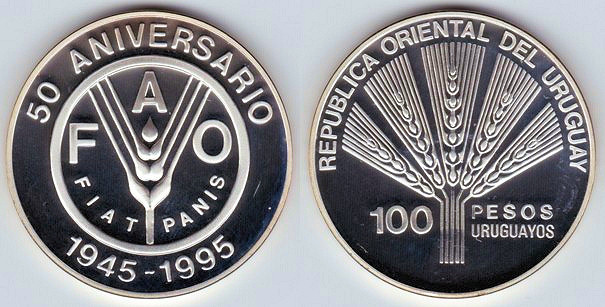 50 ANIVERSARIO
F A O
FIAT PANIS
1945-1995
REPUBLICA ORIENTAL DEL URUGUAY
100 PESOS
URUGUAYOS